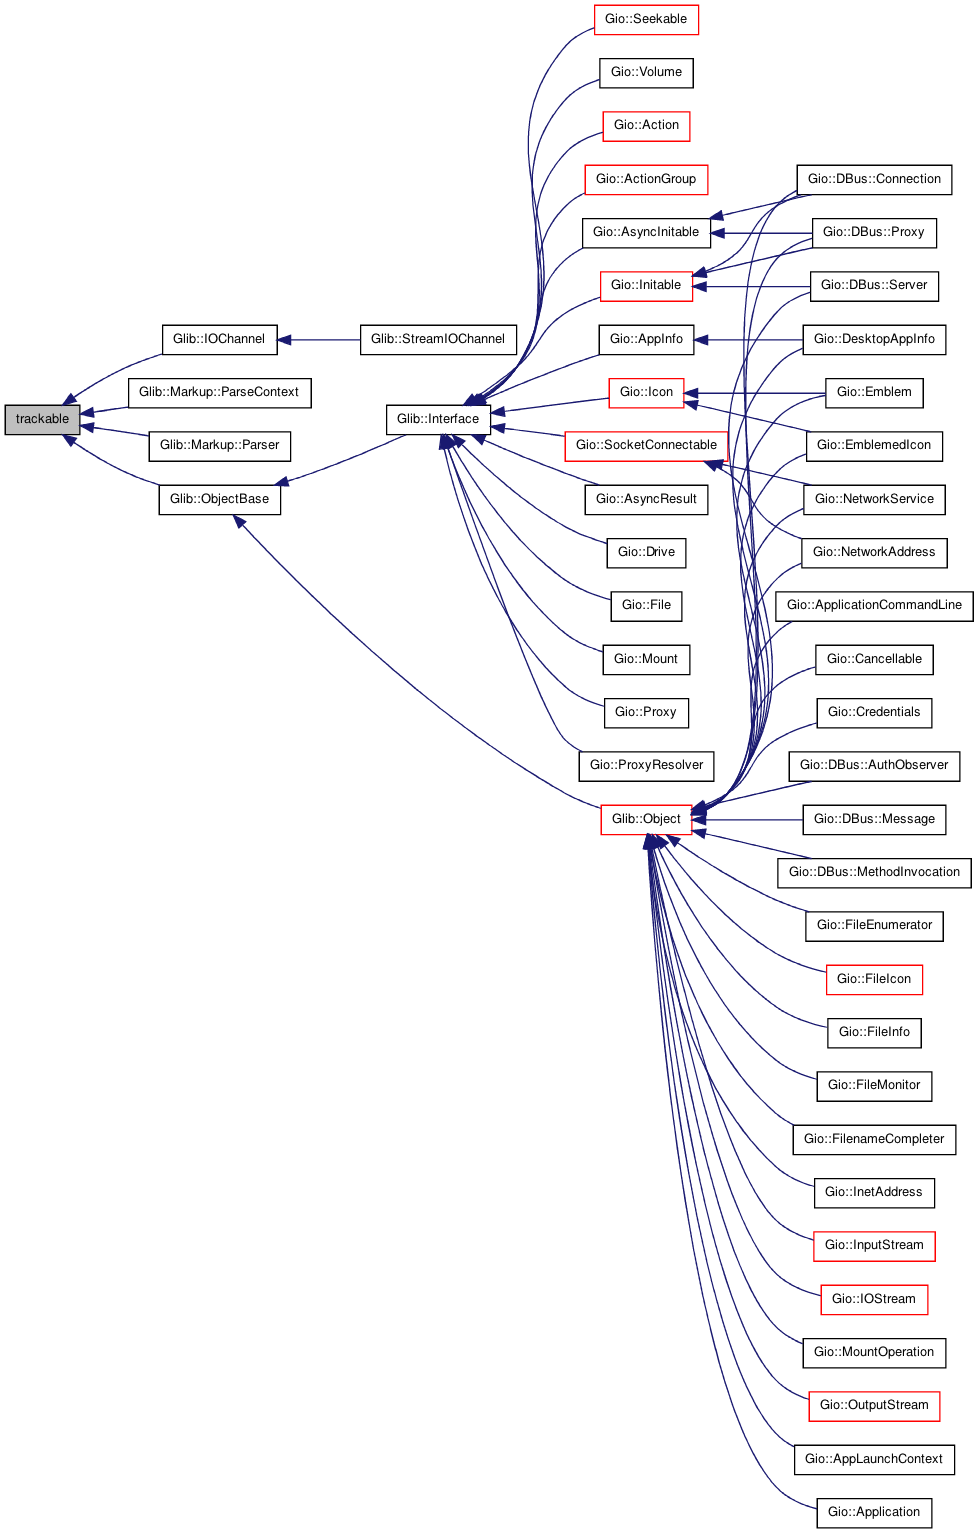 Gio::Seekable
Gio::Volume
Gio::Action
Gio::ActionGroup
Gio::DBus::Connection
Gio::AsyncInitable
Gio::DBus::Proxy
Gio::Initable
Gio::DBus::Server
Glib::IOChannel
Glib::StreamIOChannel
Gio::AppInfo
Gio::DesktopAppInfo
Glib::Markup::ParseContext
Gio::Icon
Gio::Emblem
trackable
Glib::Interface
Glib::Markup::Parser
Gio::SocketConnectable
Gio::EmblemedIcon
Glib::ObjectBase
Gio::AsyncResult
Gio::NetworkService
Gio::Drive
Gio::NetworkAddress
Gio::File
Gio::ApplicationCommandLine
Gio::Mount
Gio::Cancellable
Gio::Proxy
Gio::Credentials
Gio::ProxyResolver
Gio::DBus::AuthObserver
Glib::Object
Gio::DBus::Message
Gio::DBus::MethodInvocation
Gio::FileEnumerator
Gio::FileIcon
Gio::FileInfo
Gio::FileMonitor
Gio::FilenameCompleter
Gio::InetAddress
Gio::InputStream
Gio::IOStream
Gio::MountOperation
Gio::OutputStream
Gio::AppLaunchContext
Gio::Application